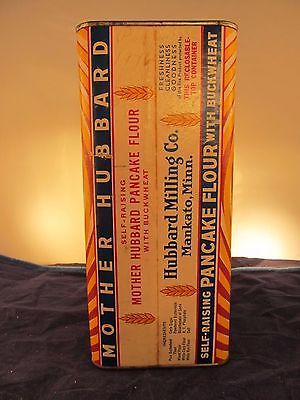 MOTHER HUBBARD
SELF-RAISING
MOTHER HUBBARD PANCAKE FLOUR
WITH BUCKWHEAT
FRESHNESS
CLEANLINESS
GOODNESS
THIS RECLOSABLE-
TOP CONTAINER
Hubbard Milling Co.
Mankato, Minn.
INGREDIENTS
SELF-RAISING PANCAKE FLOUR WITH BUCKWHEAT